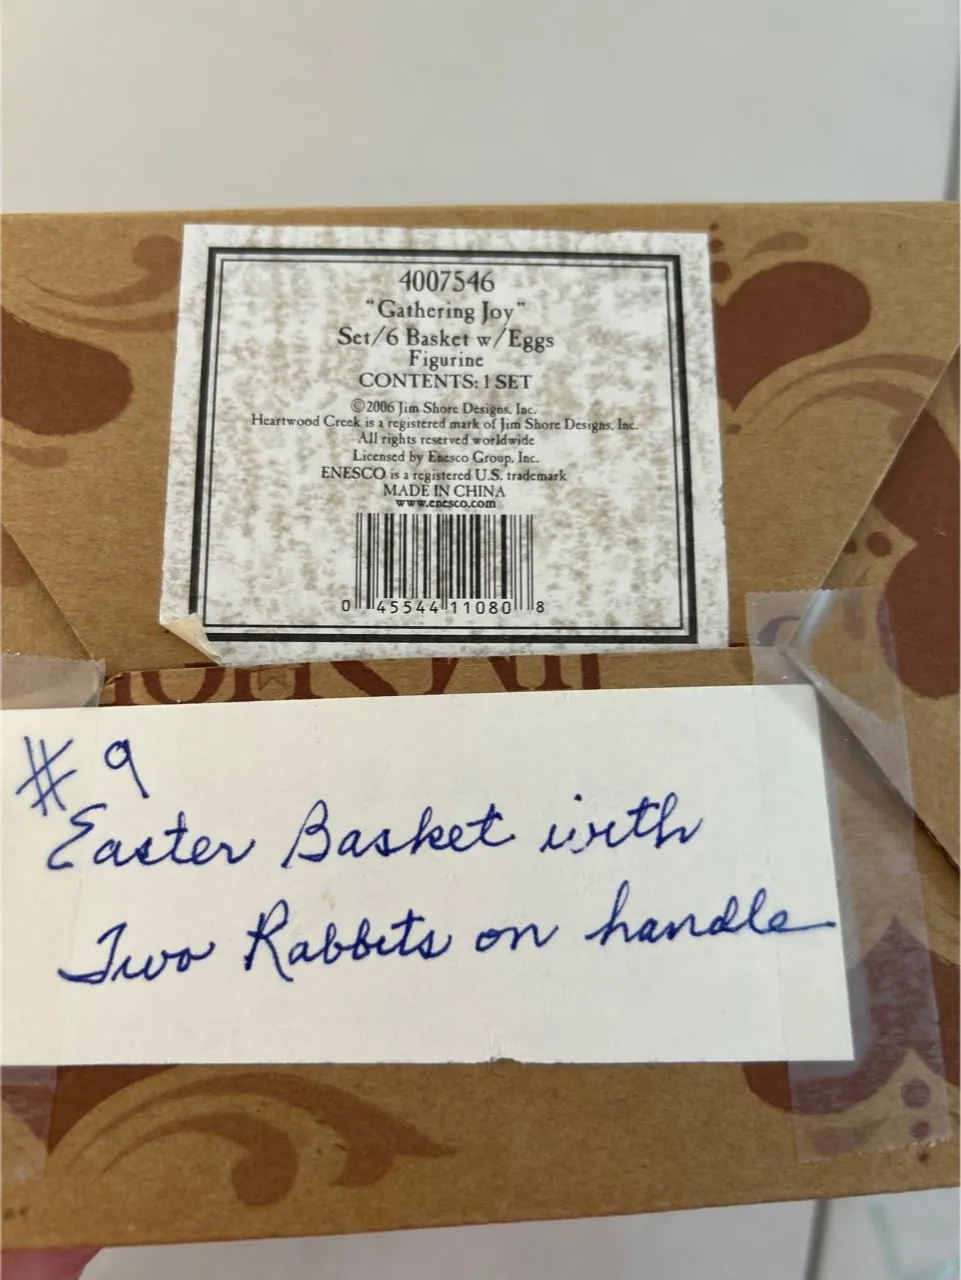 4007546
"Gathering Joy"
Set/6 Basket w/Eggs
Figurine
CONTENTS: 1 SET
©2006 Jim Shore Designs, Inc.
Heartwood Creek is a registered mark of Jim Shore Designs, Inc.
All rights reserved worldwide
Licensed by Enesco Group, Inc.
ENESCO is a registered U.S. trademark
MADE IN CHINA
www.enesco.com
0 45544 11080 8
# 9
Easter Basket with
Two Rabbits on handle